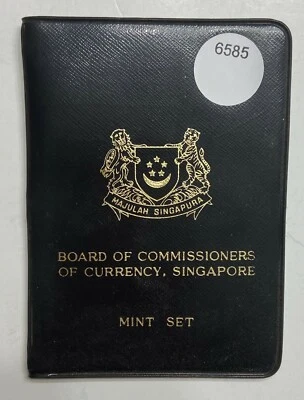 6585
MAJULAH SINGAPURA
BOARD OF COMMISSIONERS
OF CURRENCY, SINGAPORE
MINT SET